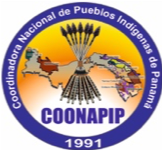 Coordinadora Nacional de Pueblos Indígenas de Panamá
COONAPIP
1991